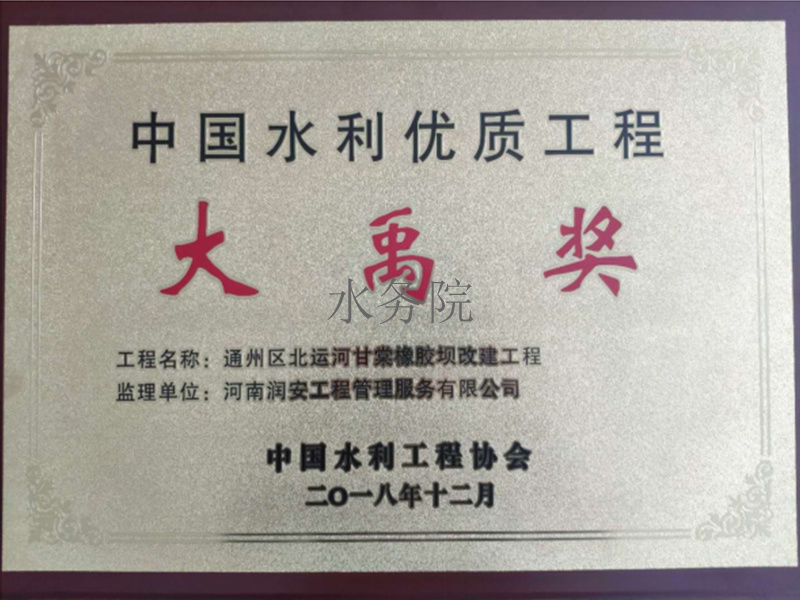 中国水利优质工程
大禹奖
水务院
工程名称：通州区北运河甘棠橡胶坝改建工程
监理单位：河南润安工程管理服务有限公司
中国水利工程协会
二〇一八年十二月